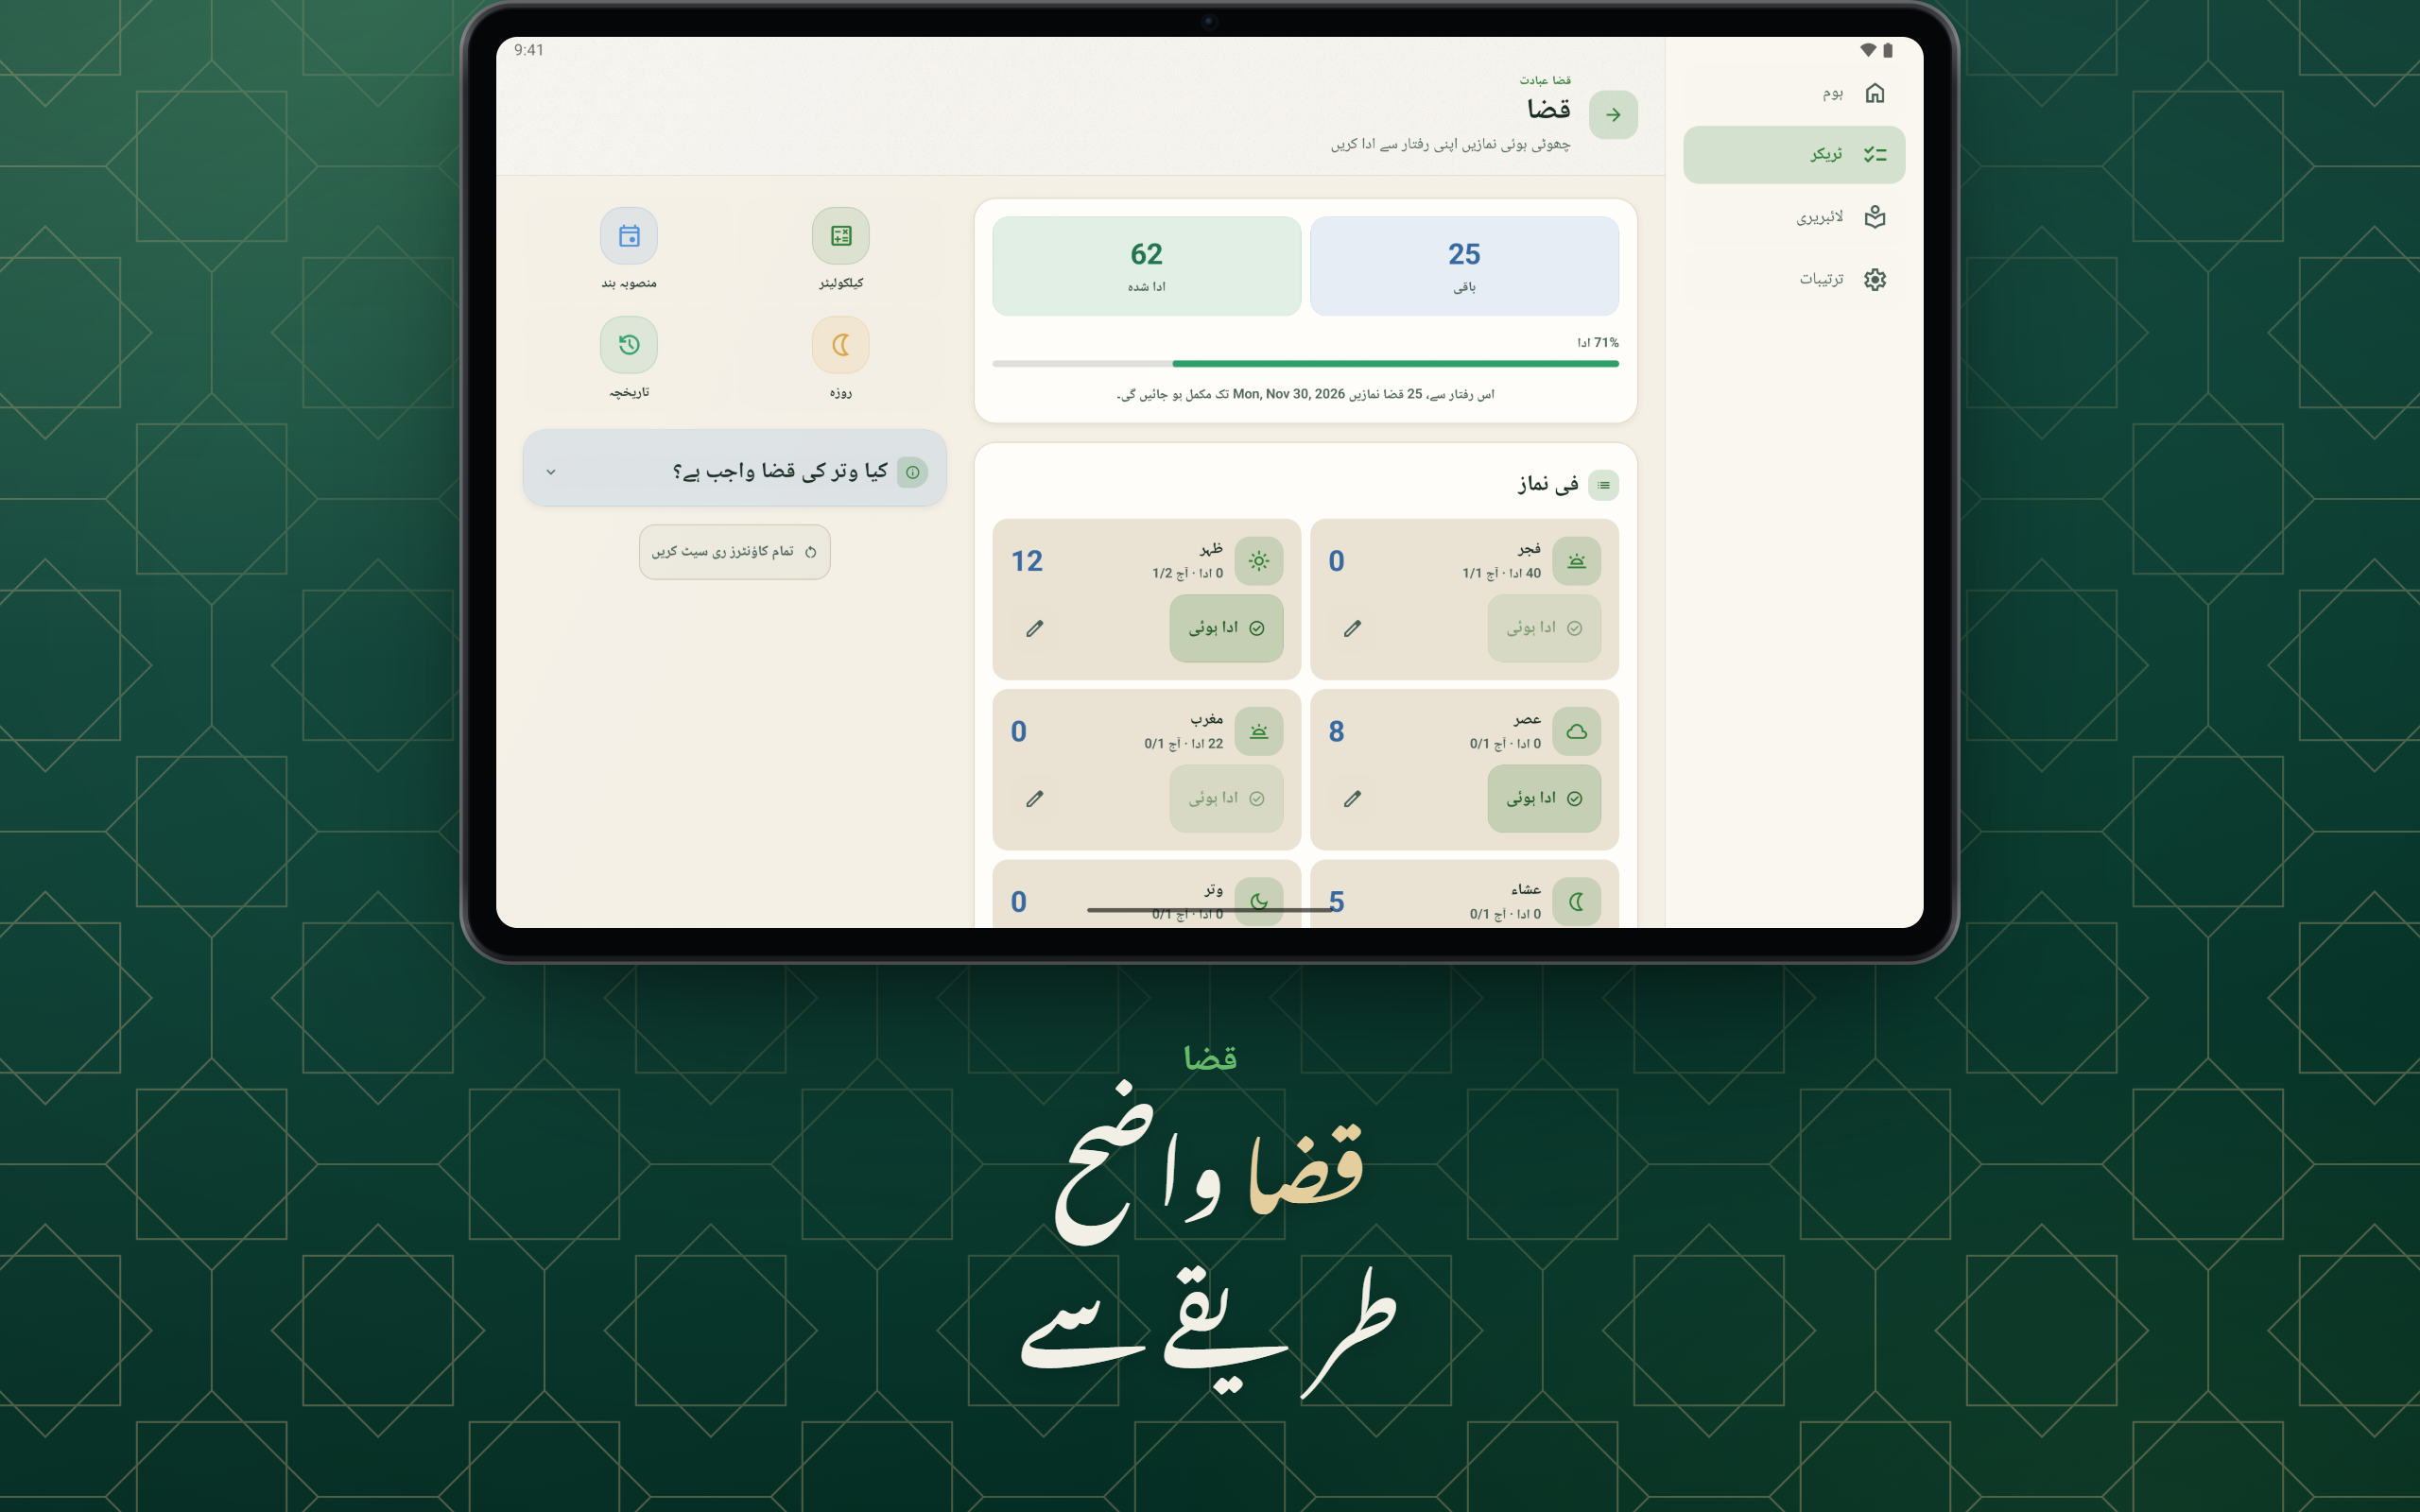 9:41
ہوم
ٹریکر
لائبریری
ترتیبات
قضا عبادت
قضا
چھوٹی ہوئی نمازیں اپنی رفتار سے ادا کریں
25
باقی
62
ادا شدہ
71% ادا
اس رفتار سے، 25 قضا نمازیں Mon, Nov 30, 2026 تک مکمل ہو جائیں گی۔
فی نماز
فجر
40 ادا · آج 1/1
0
ادا ہوئی
ظہر
0 ادا · آج 1/2
12
ادا ہوئی
عصر
0 ادا · آج 0/1
8
ادا ہوئی
مغرب
22 ادا · آج 0/1
0
ادا ہوئی
عشاء
0 ادا · آج 0/1
5
وتر
0 ادا · آج 0/1
0
کیلکولیٹر
منصوبہ بند
روزہ
تاریخچہ
کیا وتر کی قضا واجب ہے؟
تمام کاؤنٹرز ری سیٹ کریں
قضا
قضا واضح
طریقے سے